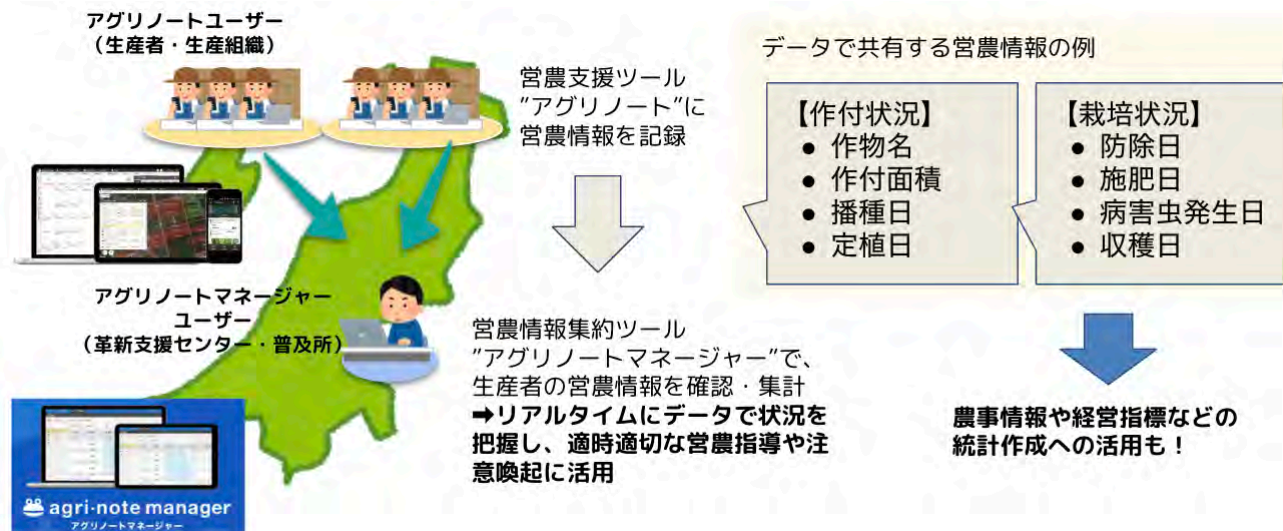 アグリノートユーザー
（生産者・生産組織）
営農支援ツール
”アグリノート”に
営農情報を記録
アグリノートマネージャー
ユーザー
（革新支援センター・普及所）
営農情報集約ツール
”アグリノートマネージャー”で、
生産者の営農情報を確認・集計
➡リアルタイムにデータで状況を
把握し、適時適切な営農指導や注
意喚起に活用
agri-note manager
アグリノートマネージャー
データで共有する営農情報の例
【作付状況】
● 作物名
● 作付面積
● 播種日
● 定植日
【栽培状況】
● 防除日
● 施肥日
● 病害虫発生日
● 収穫日
農事情報や経営指標などの
統計作成への活用も！